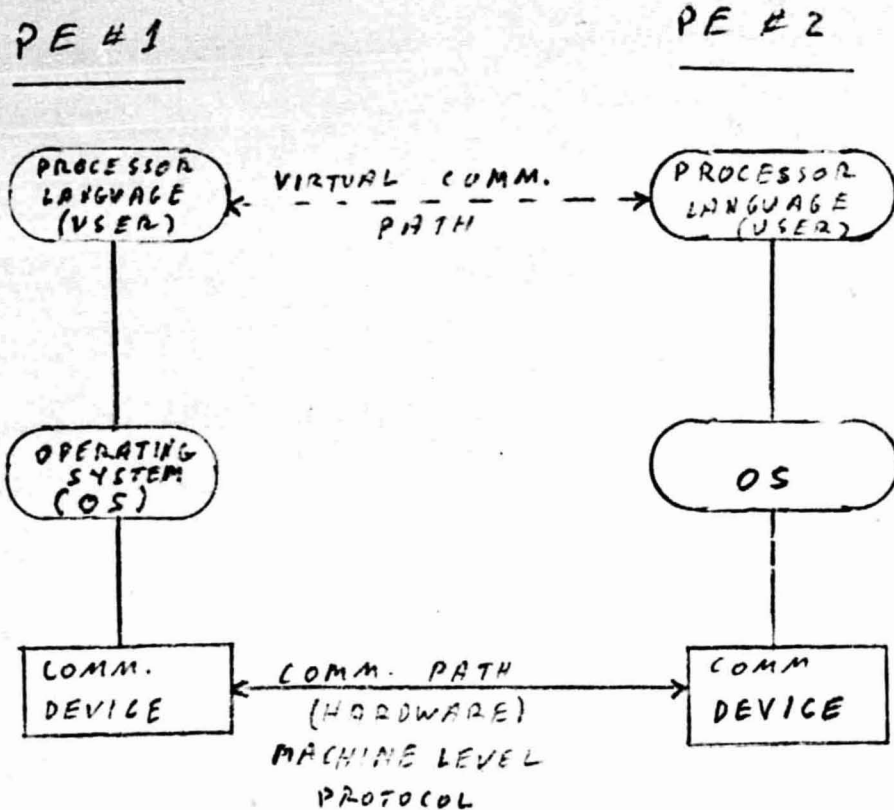 PE # 1
PE # 2
PROCESSOR
LANGUAGE
(USER)
VIRTUAL COMM.
PATH
PROCESSOR
LANGUAGE
(USER)
OPERATING
SYSTEM
(OS)
OS
COMM.
DEVICE
COMM. PATH
(HORDWARE)
MACHINE LEVEL
PROTOCOL
COMM
DEVICE